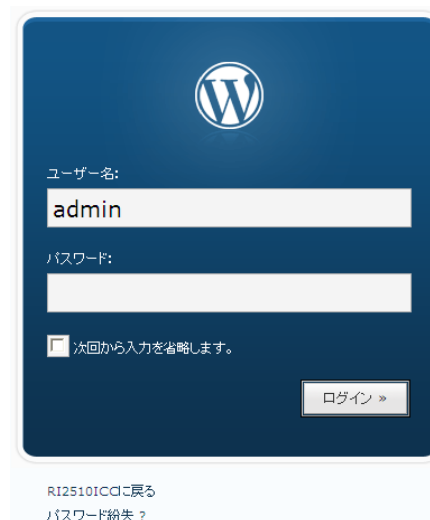 ユーザー名:
admin
パスワード:
次回から入力を省略します。
ログイン »
RI2510ICCに戻る
パスワード紛失 ?